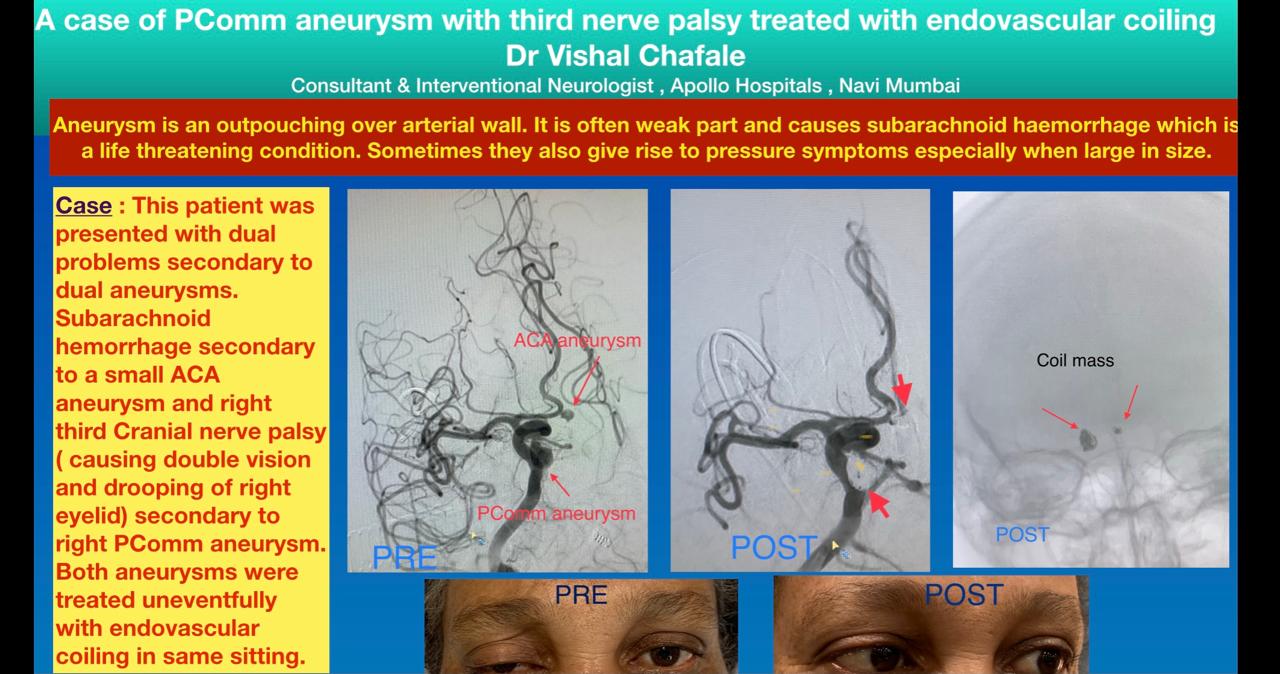 A case of PComm aneurysm with third nerve palsy treated with endovascular coiling
Dr Vishal Chafale
Consultant & Interventional Neurologist , Apollo Hospitals , Navi Mumbai
Aneurysm is an outpouching over arterial wall. It is often weak part and causes subarachnoid haemorrhage which is
a life threatening condition. Sometimes they also give rise to pressure symptoms especially when large in size.
Case : This patient was
presented with dual
problems secondary to
dual aneurysms.
Subarachnoid
hemorrhage secondary
to a small ACA
aneurysm and right
third Cranial nerve palsy
( causing double vision
and drooping of right
eyelid) secondary to
right PComm aneurysm.
Both aneurysms were
treated uneventfully
with endovascular
coiling in same sitting.
ACA aneurysm
PComm aneurysm
PRE
POST
Coil mass
POST
PRE
POST